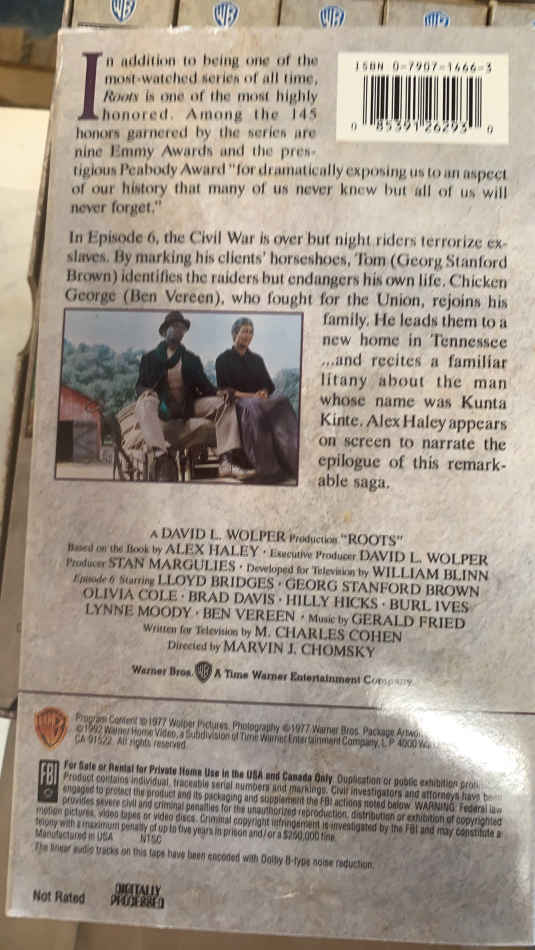 WB WB WB WB
In addition to being one of the
most-watched series of all time,
Roots is one of the most highly
honored. Among the 145
honors garnered by the series are
nine Emmy Awards and the pres-
tigious Peabody Award "for dramatically exposing us to an aspect
of our history that many of us never knew but all of us will
never forget."
ISBN 0-7907-1466-3
0 85391 26293 0
In Episode 6, the Civil War is over but night riders terrorize ex-
slaves. By marking his clients' horseshoes, Tom (Georg Stanford
Brown) identifies the raiders but endangers his own life. Chicken
George (Ben Vereen), who fought for the Union, rejoins his
family. He leads them to a
new home in Tennessee
...and recites a familiar
litany about the man
whose name was Kunta
Kinte. Alex Haley appears
on screen to narrate the
epilogue of this remark-
able saga.
A DAVID L. WOLPER Production "ROOTS"
Based on the Book by ALEX HALEY · Executive Producer DAVID L. WOLPER
Producer STAN MARGULIES · Developed for Television by WILLIAM BLINN
Episode 6 Starring LLOYD BRIDGES · GEORG STANFORD BROWN
OLIVIA COLE · BRAD DAVIS · HILLY HICKS · BURL IVES
LYNNE MOODY · BEN VEREEN · Music by GERALD FRIED
Written for Television by M. CHARLES COHEN
Directed by MARVIN J. CHOMSKY
Warner Bros. WB A Time Warner Entertainment Company
Program Content ©1977 Wolper Pictures. Photography ©1977 Warner Bros. Package
©1992 Warner Home Video, a Subdivision of Time Warner Entertainment Company, L.P. 4000
CA 91522. All rights reserved.
FBI
For Sale or Rental for Private Home Use in the USA and Canada Only. Duplication or public exhibition
Product contains individual, traceable serial numbers and markings. Civil investigators and attorneys have been
engaged to protect the product and its packaging and supplement the FBI actions noted below. WARNING: Federal law
provides severe civil and criminal penalties for the unauthorized reproduction, distribution or exhibition of copyrighted
motion pictures, video tapes or video discs. Criminal copyright infringement is investigated by the FBI and may constitute a
felony with a maximum penalty of up to five years in prison and/or a $250,000 fine.
Manufactured in USA NTSC
The linear audio tracks on this tape have been encoded with Dolby B-type noise reduction.
Not Rated
DIGITALLY
PROCESSED